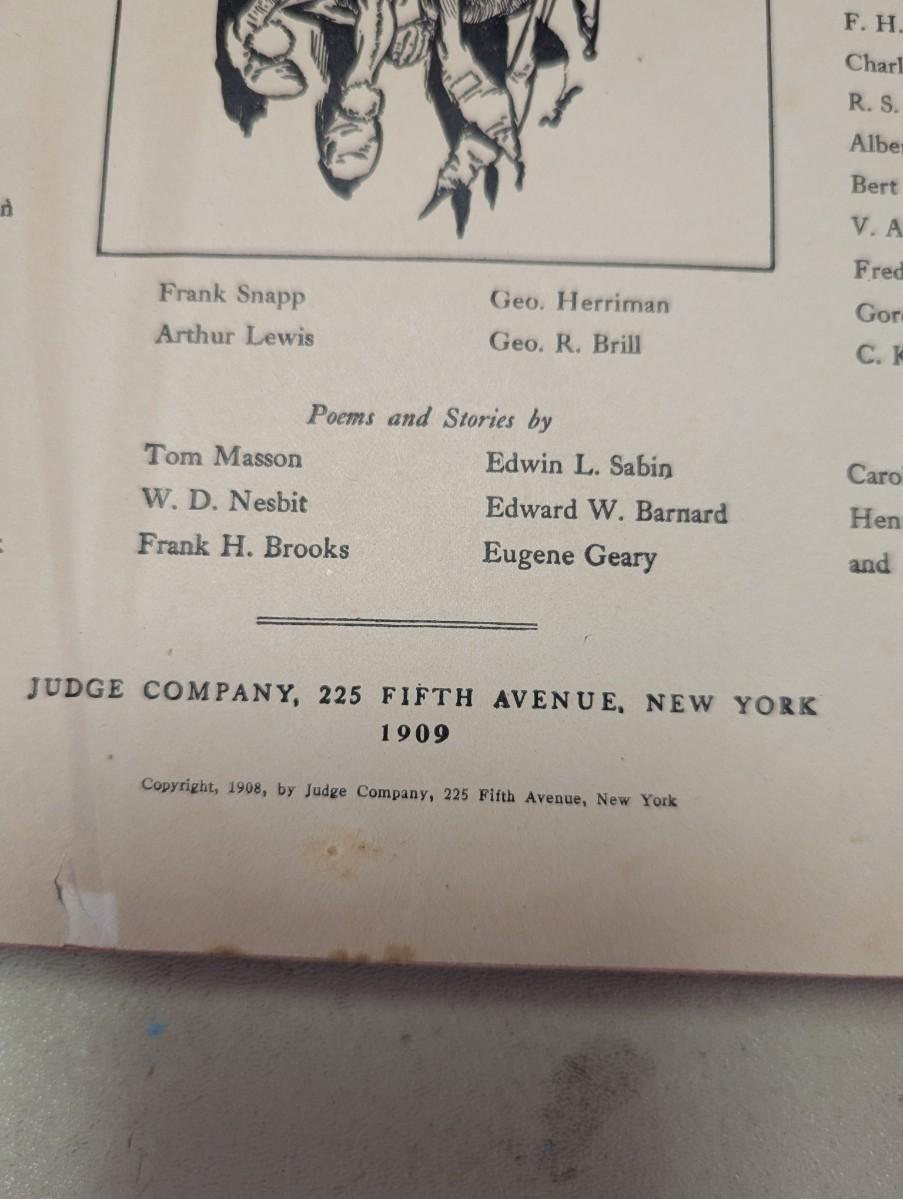 F. H.
R. S.
Bert
V. A
Frank Snapp Geo. Herriman
Arthur Lewis Geo. R. Brill
C. K
Poems and Stories by
Tom Masson Edwin L. Sabin
W. D. Nesbit Edward W. Barnard
Frank H. Brooks Eugene Geary and
JUDGE COMPANY, 225 FIFTH AVENUE, NEW YORK
1909
Copyright, 1908, by Judge Company, 225 Fifth Avenue, New York